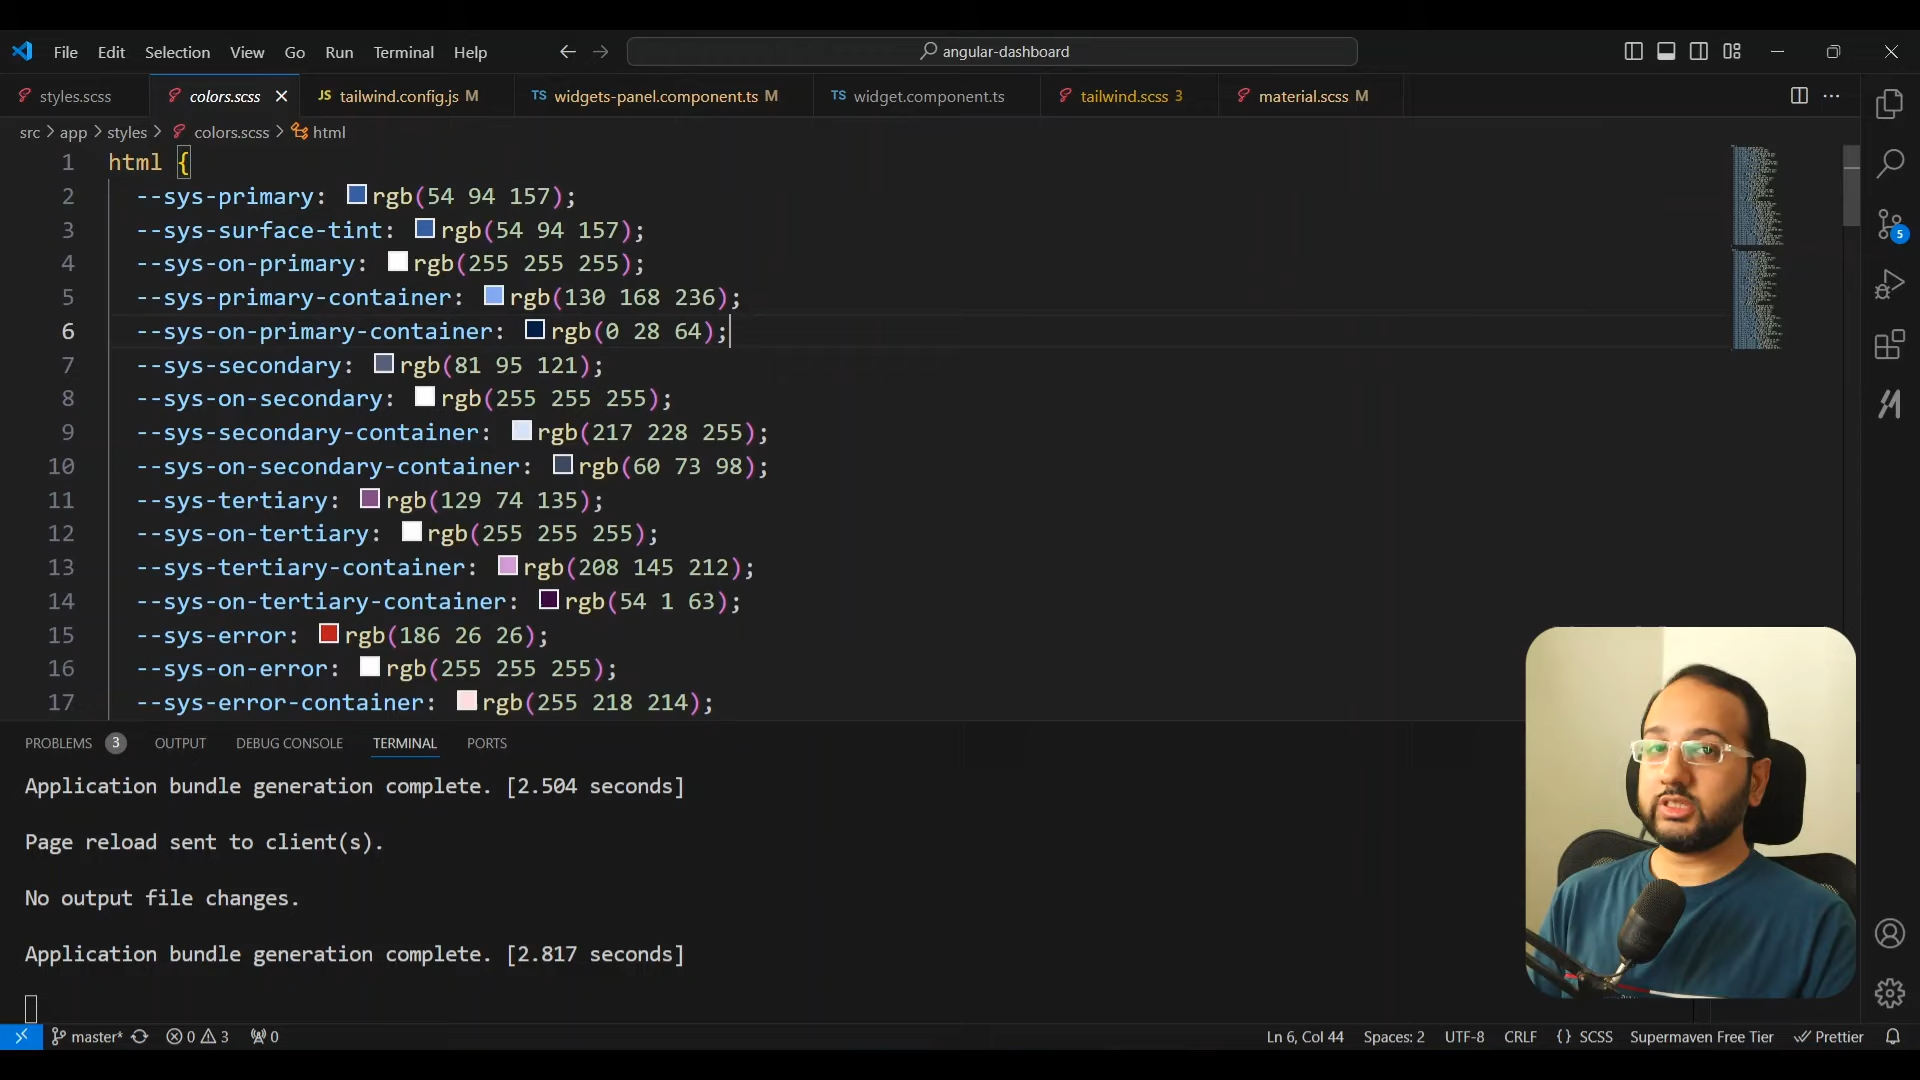 File Edit Selection View Go Run Terminal Help
angular-dashboard
styles.scss
colors.scss
JS tailwind.config.js M
TS widgets-panel.component.ts M
TS widget.component.ts
tailwind.scss 3
material.scss M
src > app > styles > colors.scss > html
1 html {
2 --sys-primary: rgb(54 94 157);
3 --sys-surface-tint: rgb(54 94 157);
4 --sys-on-primary: rgb(255 255 255);
5 --sys-primary-container: rgb(130 168 236);
6 --sys-on-primary-container: rgb(0 28 64);
7 --sys-secondary: rgb(81 95 121);
8 --sys-on-secondary: rgb(255 255 255);
9 --sys-secondary-container: rgb(217 228 255);
10 --sys-on-secondary-container: rgb(60 73 98);
11 --sys-tertiary: rgb(129 74 135);
12 --sys-on-tertiary: rgb(255 255 255);
13 --sys-tertiary-container: rgb(208 145 212);
14 --sys-on-tertiary-container: rgb(54 1 63);
15 --sys-error: rgb(186 26 26);
16 --sys-on-error: rgb(255 255 255);
17 --sys-error-container: rgb(255 218 214);
5
PROBLEMS 3 OUTPUT DEBUG CONSOLE TERMINAL PORTS
Application bundle generation complete. [2.504 seconds]
Page reload sent to client(s).
No output file changes.
Application bundle generation complete. [2.817 seconds]
master* 0 3 0 Ln 6, Col 44 Spaces: 2 UTF-8 CRLF {} SCSS Supermaven Free Tier Prettier